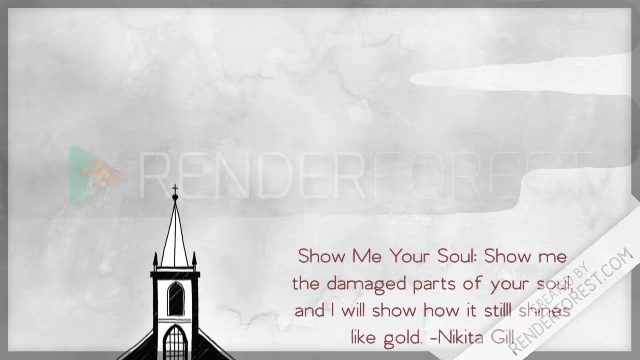 RENDERFOREST
Show Me Your Soul: Show me
the damaged parts of your soul,
and I will show how it stilll shines
like gold. -Nikita Gill
CREATED BY
RENDERFOREST.COM